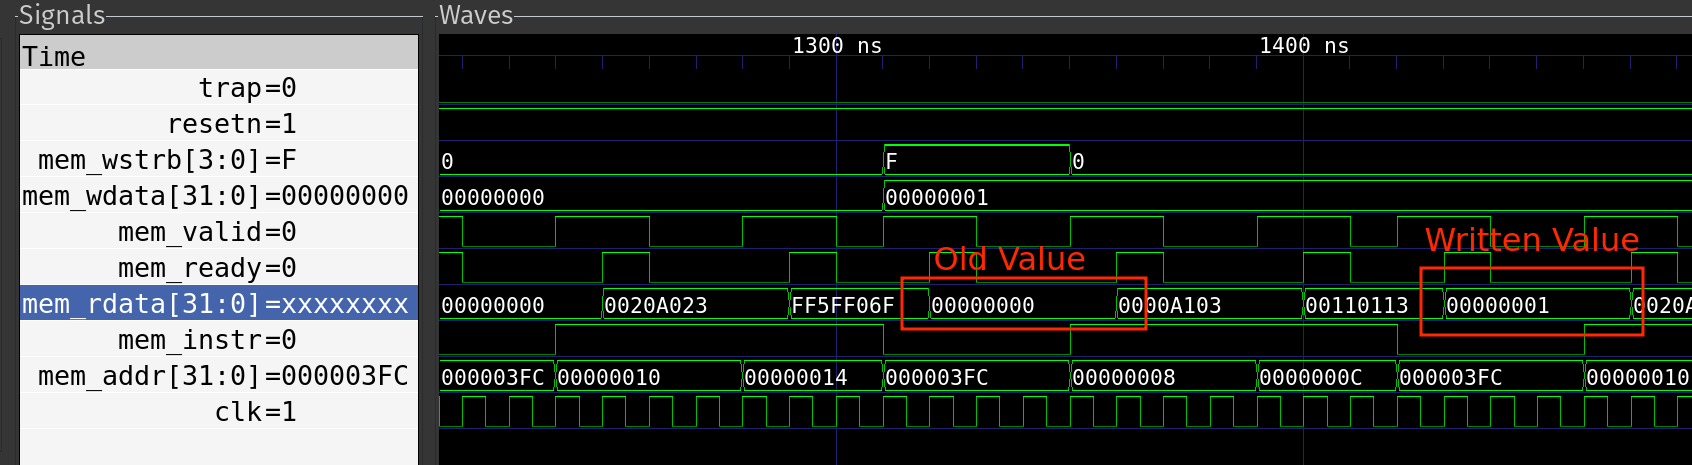 Signals
Waves
Time
1300 ns
1400 ns
trap=0
resetn=1
mem_wstrb[3:0]=F
0
F
0
mem_wdata[31:0]=00000000
00000000
00000001
mem_valid=0
mem_ready=0
Old Value
Written Value
mem_rdata[31:0]=xxxxxxxx
00000000
0020A023
FF5FF06F
00000000
0000A103
00110113
00000001
0020A
mem_instr=0
mem_addr[31:0]=000003FC
000003FC
00000010
00000014
000003FC
00000008
0000000C
000003FC
00000010
clk=1